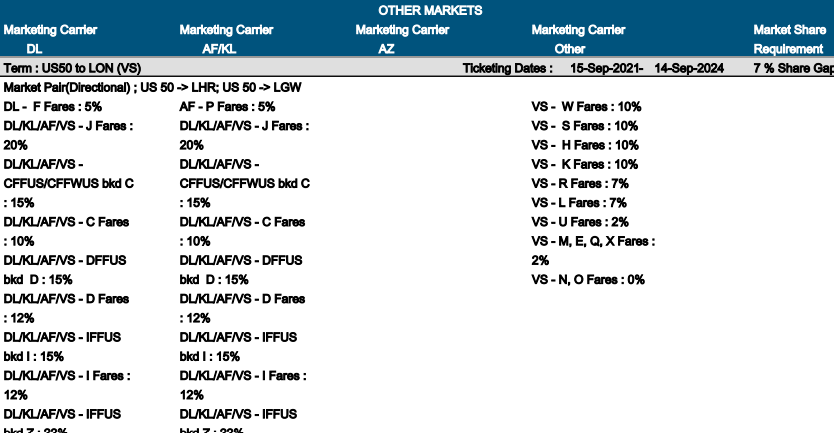 OTHER MARKETS
Marketing Carrier Marketing Carrier Marketing Carrier Marketing Carrier Market Share
DL AF/KL AZ Other Requirement
Term : US50 to LON (VS) Ticketing Dates : 15-Sep-2021- 14-Sep-2024 7 % Share Gap
Market Pair(Directional) ; US 50 -> LHR; US 50 -> LGW
DL - F Fares : 5% AF - P Fares : 5% VS - W Fares : 10%
DL/KL/AF/VS - J Fares : DL/KL/AF/VS - J Fares : VS - S Fares : 10%
20% 20% VS - H Fares : 10%
DL/KL/AF/VS - DL/KL/AF/VS - VS - K Fares : 10%
CFFUS/CFFWUS bkd C CFFUS/CFFWUS bkd C VS - R Fares : 7%
: 15% : 15% VS - L Fares : 7%
DL/KL/AF/VS - C Fares DL/KL/AF/VS - C Fares VS - U Fares : 2%
: 10% : 10% VS - M, E, Q, X Fares :
DL/KL/AF/VS - DFFUS DL/KL/AF/VS - DFFUS 2%
bkd D : 15% bkd D : 15% VS - N, O Fares : 0%
DL/KL/AF/VS - D Fares DL/KL/AF/VS - D Fares
: 12% : 12%
DL/KL/AF/VS - IFFUS DL/KL/AF/VS - IFFUS
bkd I : 15% bkd I : 15%
DL/KL/AF/VS - I Fares : DL/KL/AF/VS - I Fares :
12% 12%
DL/KL/AF/VS - IFFUS DL/KL/AF/VS - IFFUS